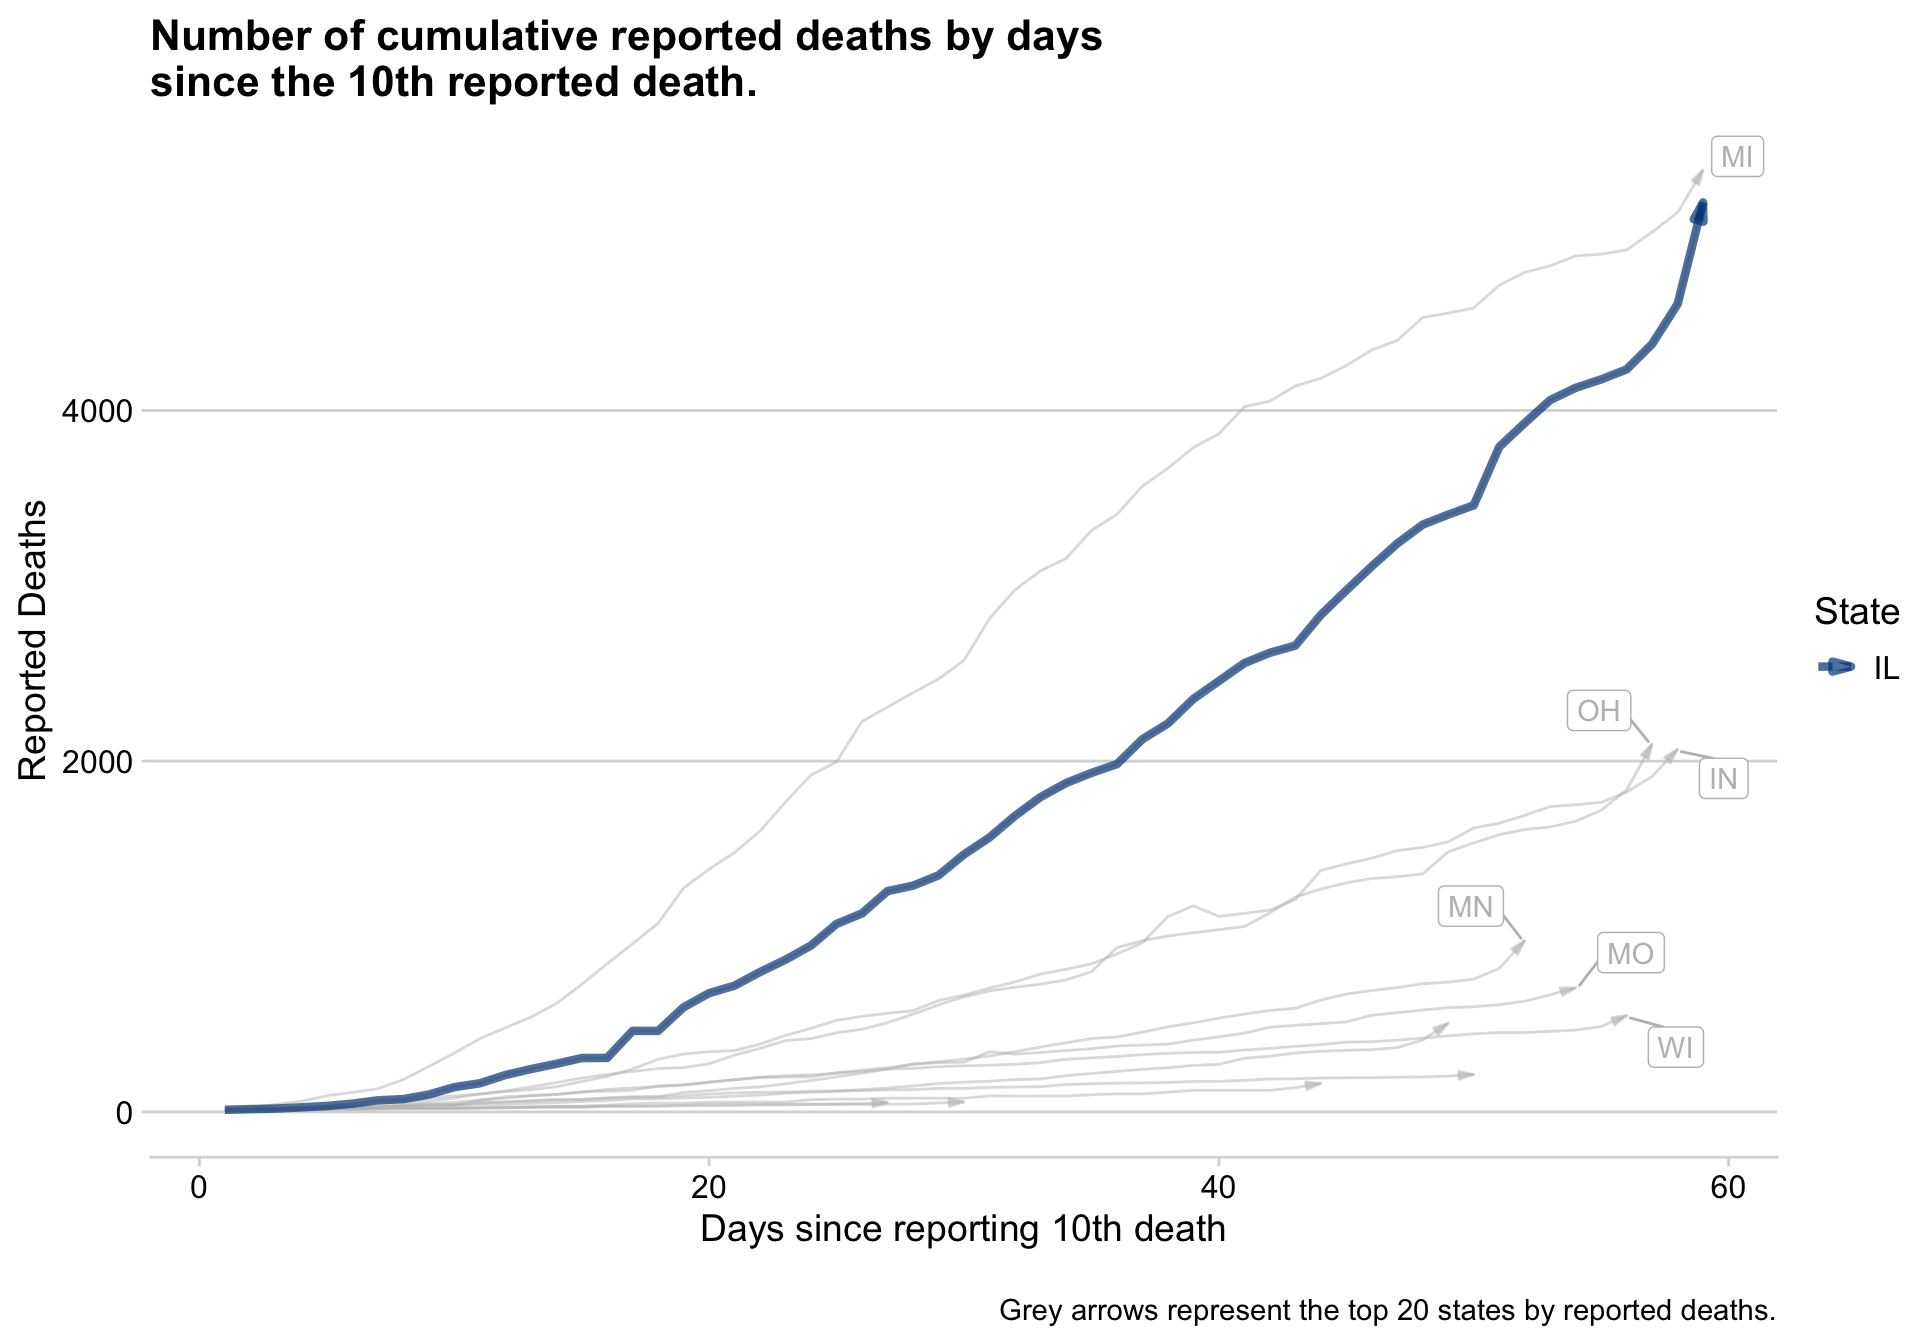 Number of cumulative reported deaths by days
since the 10th reported death.
MI
4000
Reported Deaths
State
IL
OH
2000
IN
MN
MO
WI
0
0 20 40 60
Days since reporting 10th death
Grey arrows represent the top 20 states by reported deaths.